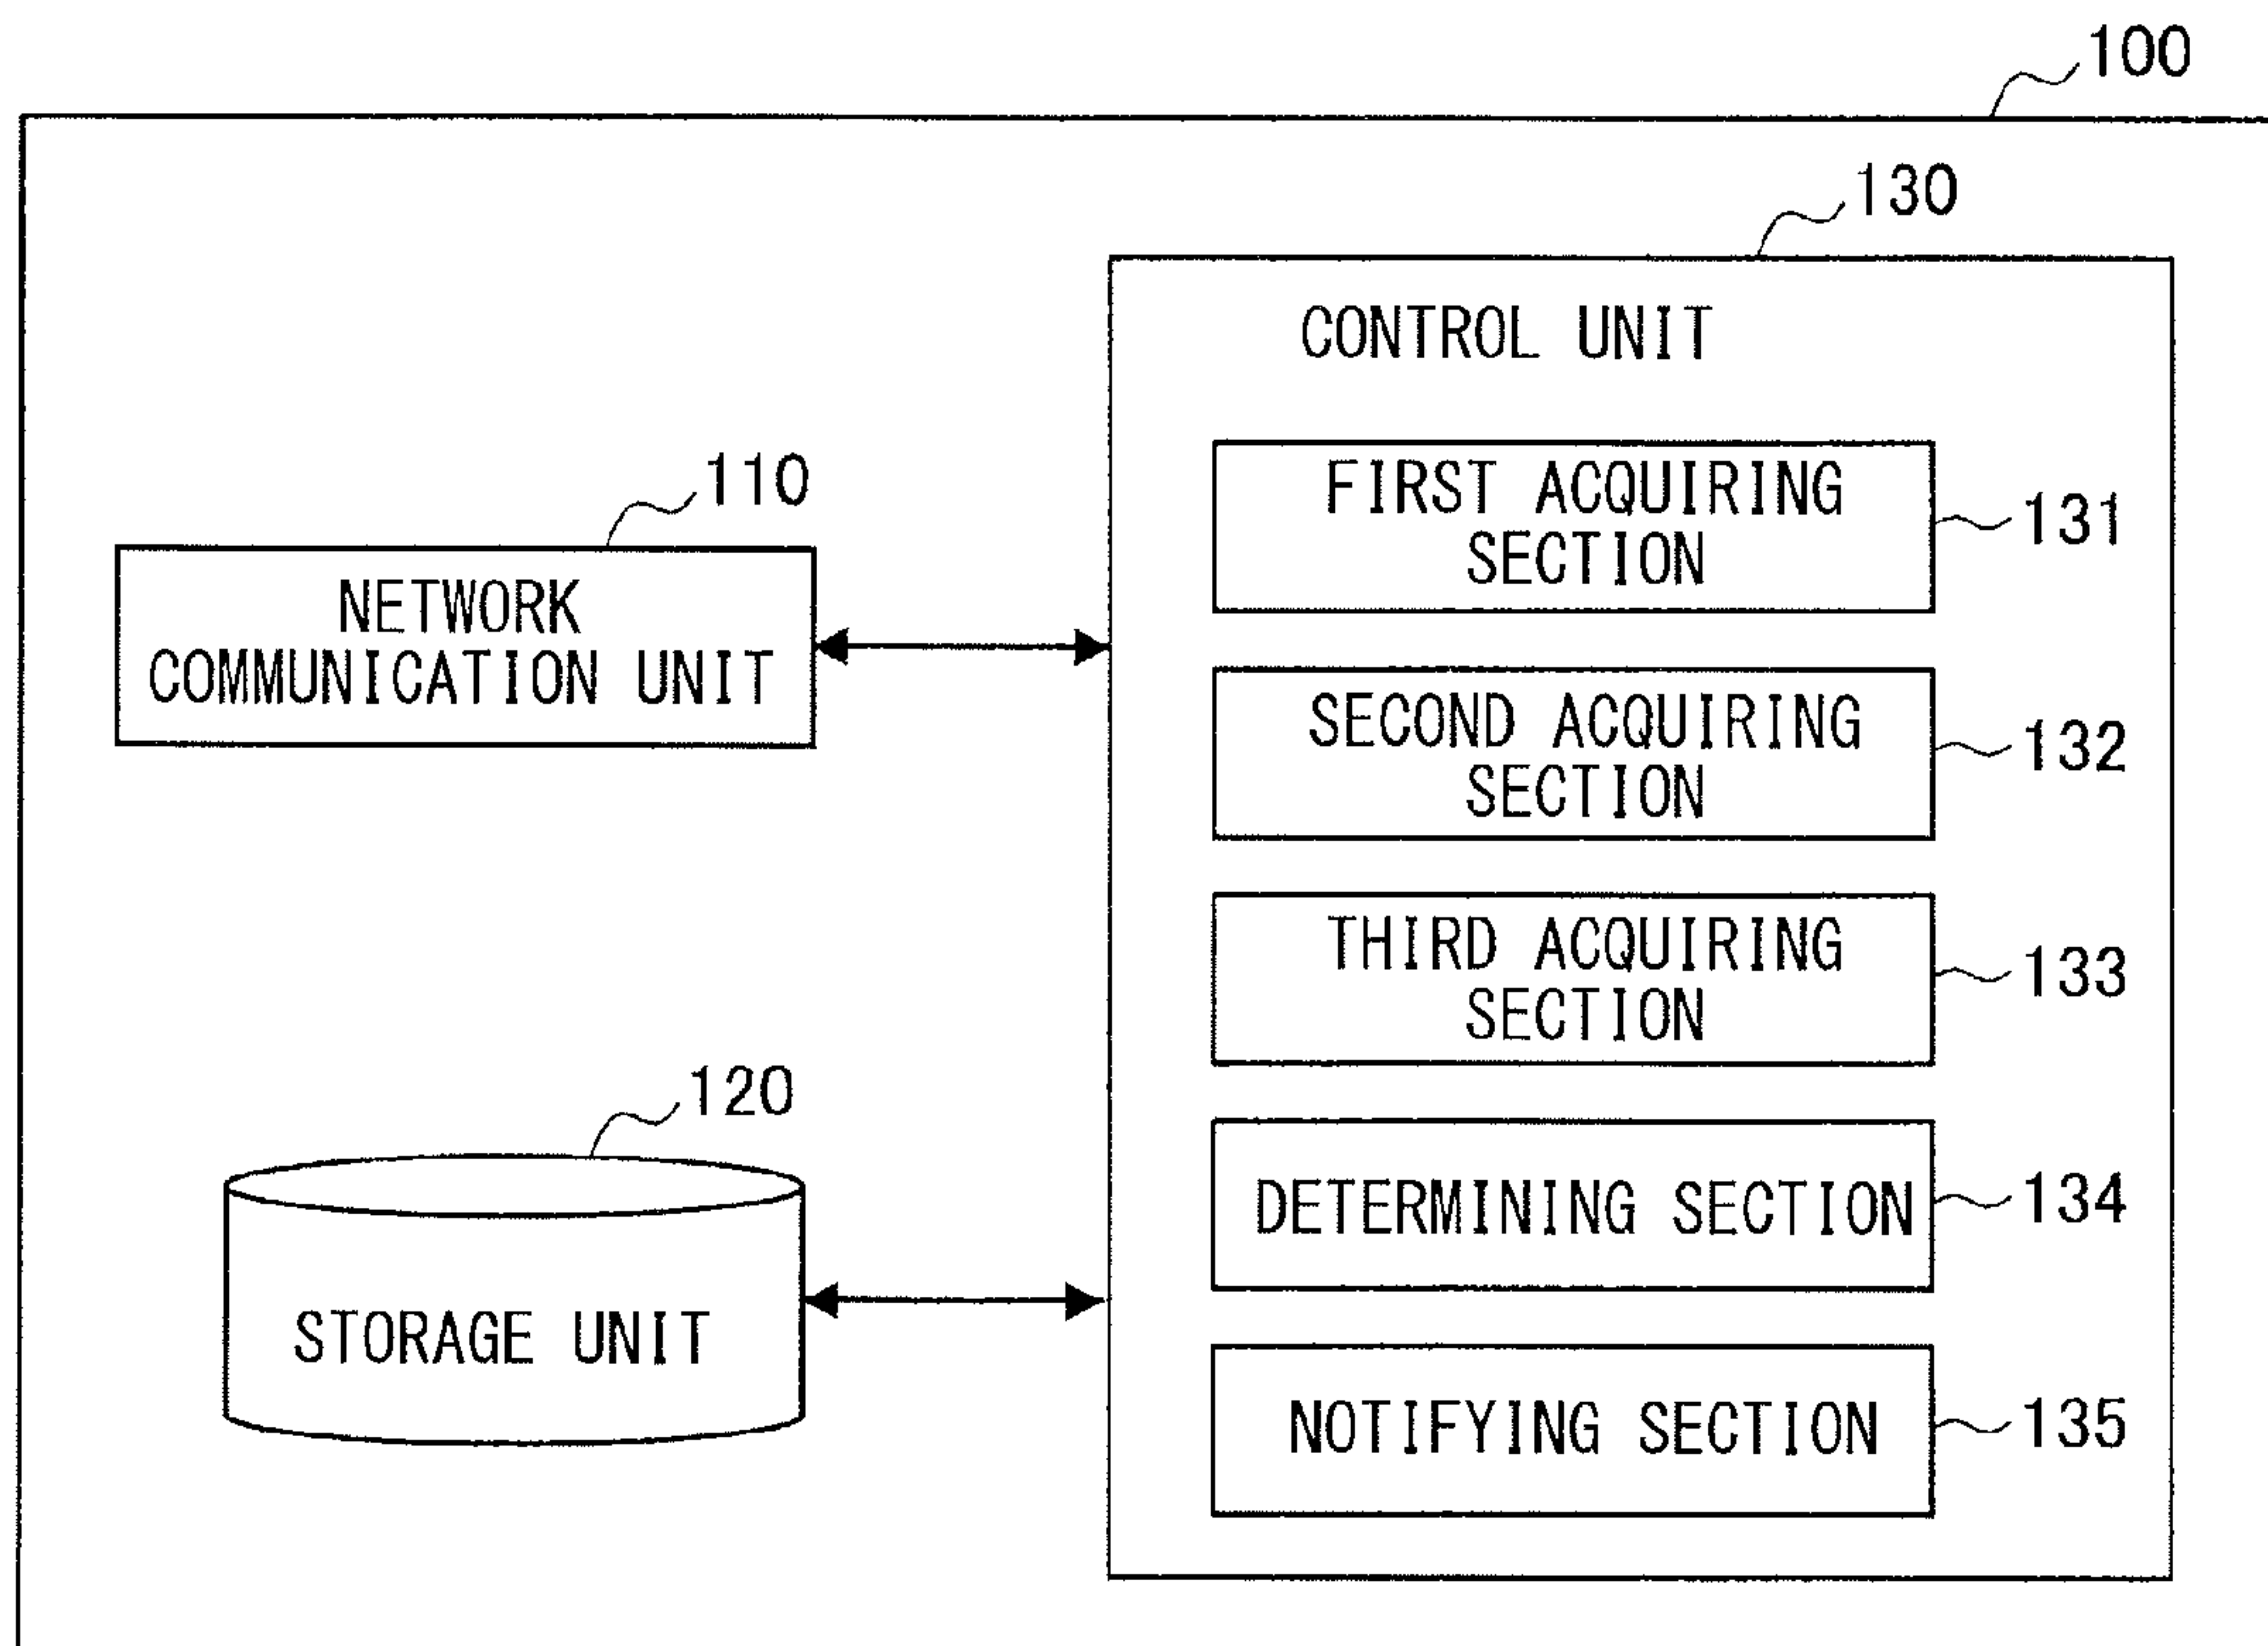 100
130
CONTROL UNIT
110
FIRST ACQUIRING
SECTION
131
NETWORK
COMMUNICATION UNIT
SECOND ACQUIRING
SECTION
132
THIRD ACQUIRING
SECTION
133
120
STORAGE UNIT
DETERMINING SECTION
134
NOTIFYING SECTION
135